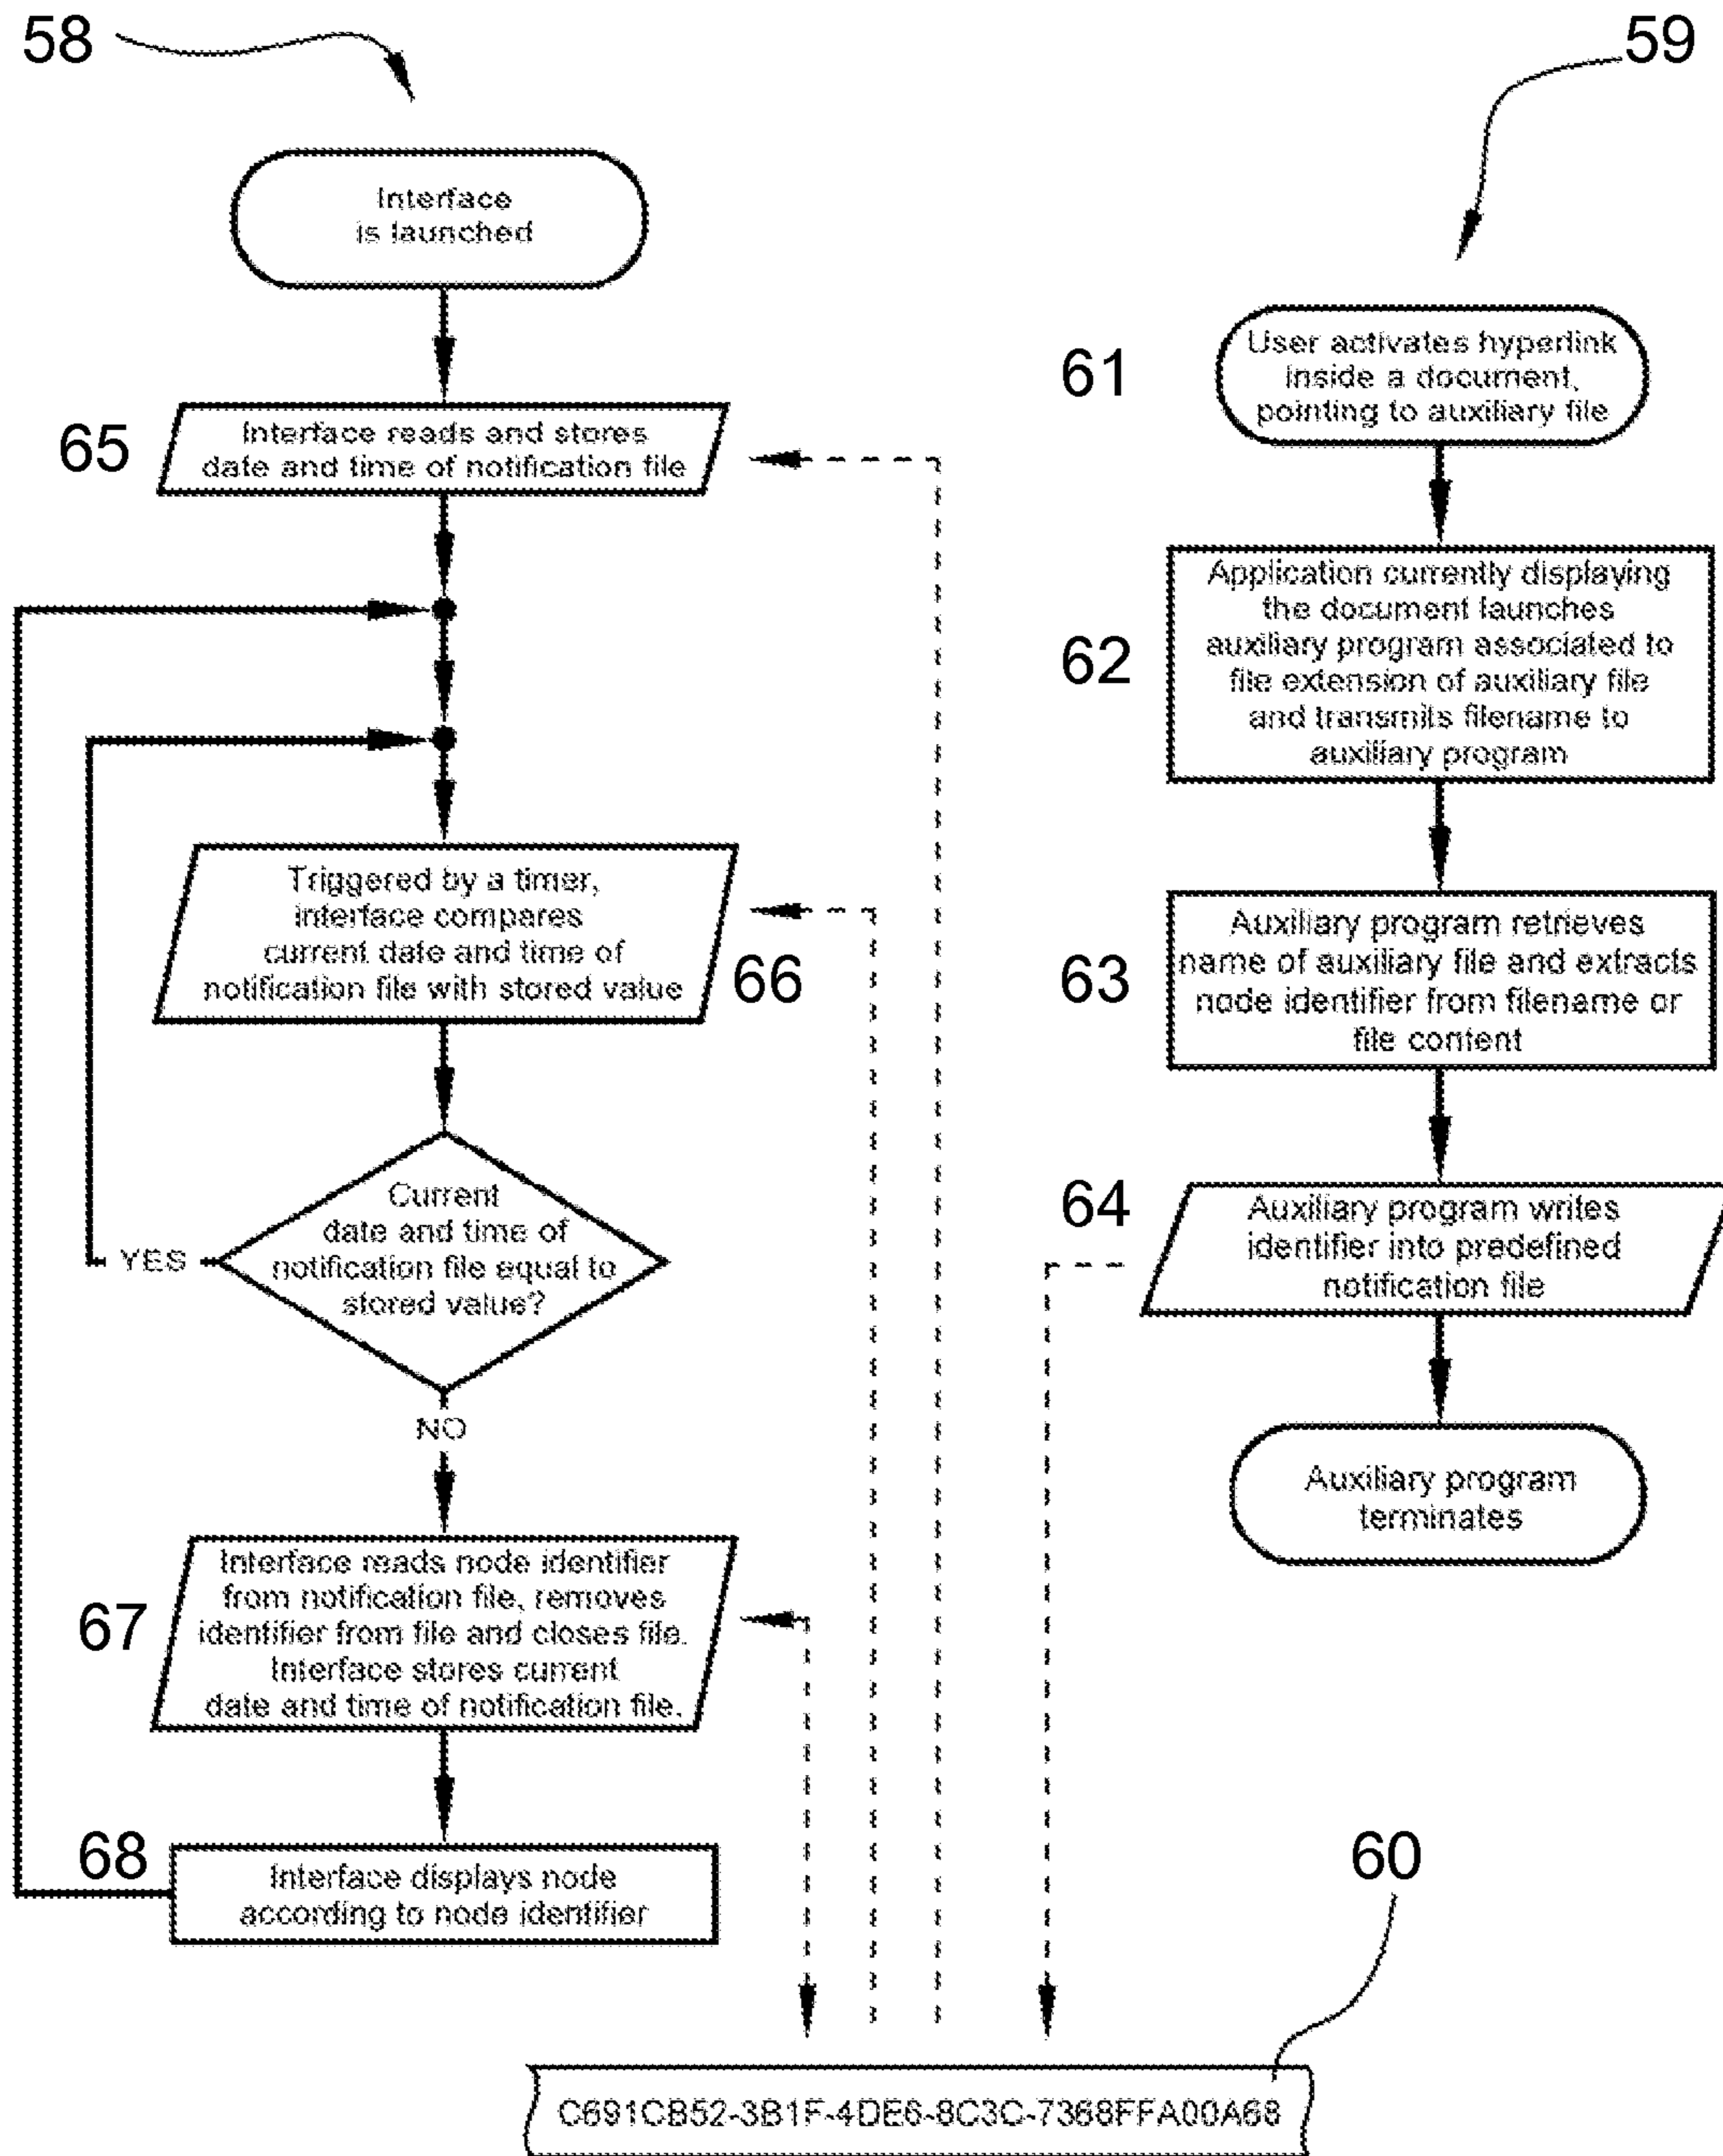 58
Interface
is launched
65
Interface reads and stores
date and time of notification file
Triggered by a timer,
interface compares
current date and time of
notification file with stored value
66
Current
date and time of
notification file equal to
stored value?
YES
NO
67
Interface reads node identifier
from notification file, removes
identifier from file and closes file.
Interface stores current
date and time of notification file.
68
Interface displays node
according to node identifier
59
61
User activates hyperlink
inside a document,
pointing to auxiliary file
62
Application currently displaying
the document launches
auxiliary program associated to
file extension of auxiliary file
and transmits filename to
auxiliary program
63
Auxiliary program retrieves
name of auxiliary file and extracts
node identifier from filename or
file content
64
Auxiliary program writes
identifier into predefined
notification file
Auxiliary program
terminates
60
C691CB52-3B1F-4DE6-8C3C-7368FFA00A68